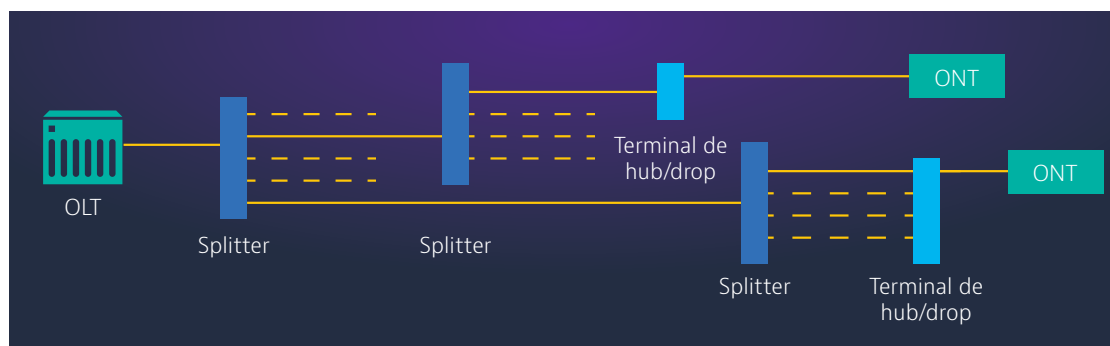 ONT
Terminal de
hub/drop
ONT
OLT
Splitter
Splitter
Splitter
Terminal de
hub/drop